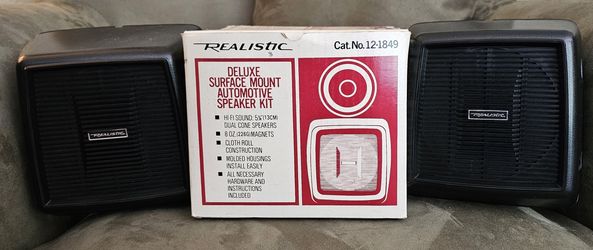 REALISTIC
Cat. No. 12-1849
DELUXE
SURFACE MOUNT
AUTOMOTIVE
SPEAKER KIT
HI-FI SOUND: 5¼"(13CM)
DUAL CONE SPEAKERS
8 OZ.(226G) MAGNETS
CLOTH ROLL
CONSTRUCTION
MOLDED HOUSINGS
INSTALL EASILY
ALL NECESSARY
HARDWARE AND
INSTRUCTIONS
INCLUDED
REALISTIC
REALISTIC